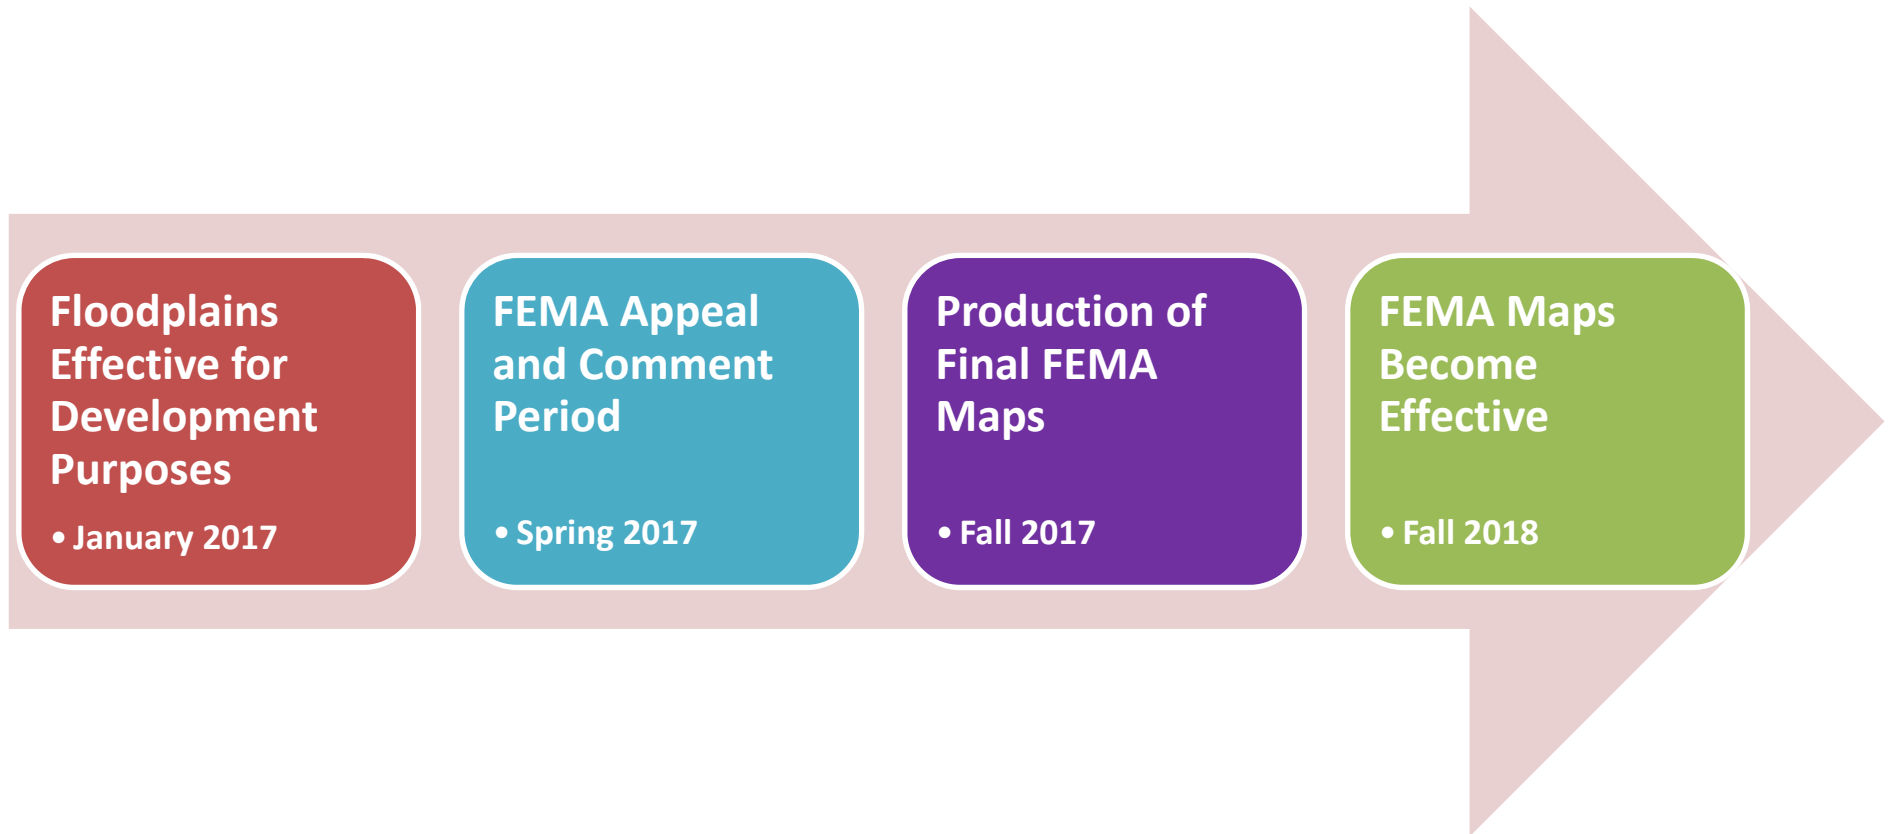 Floodplains
Effective for
Development
Purposes
• January 2017
FEMA Appeal
and Comment
Period
• Spring 2017
Production of
Final FEMA
Maps
• Fall 2017
FEMA Maps
Become
Effective
• Fall 2018